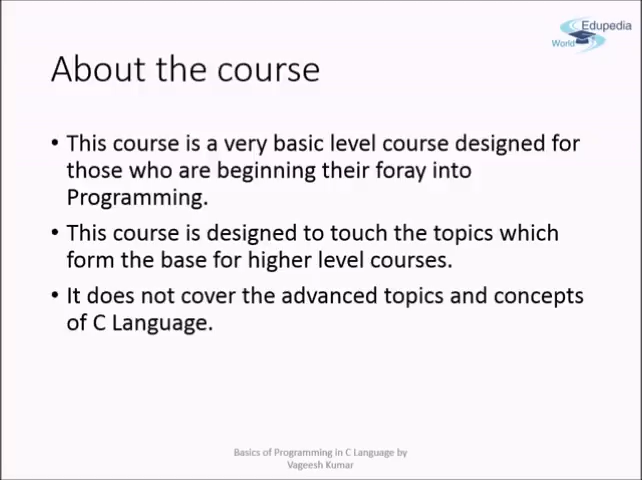 Edupedia
World
About the course
• This course is a very basic level course designed for
those who are beginning their foray into
Programming.
• This course is designed to touch the topics which
form the base for higher level courses.
• It does not cover the advanced topics and concepts
of C Language.
Basics of Programming in C Language by
Vageesh Kumar